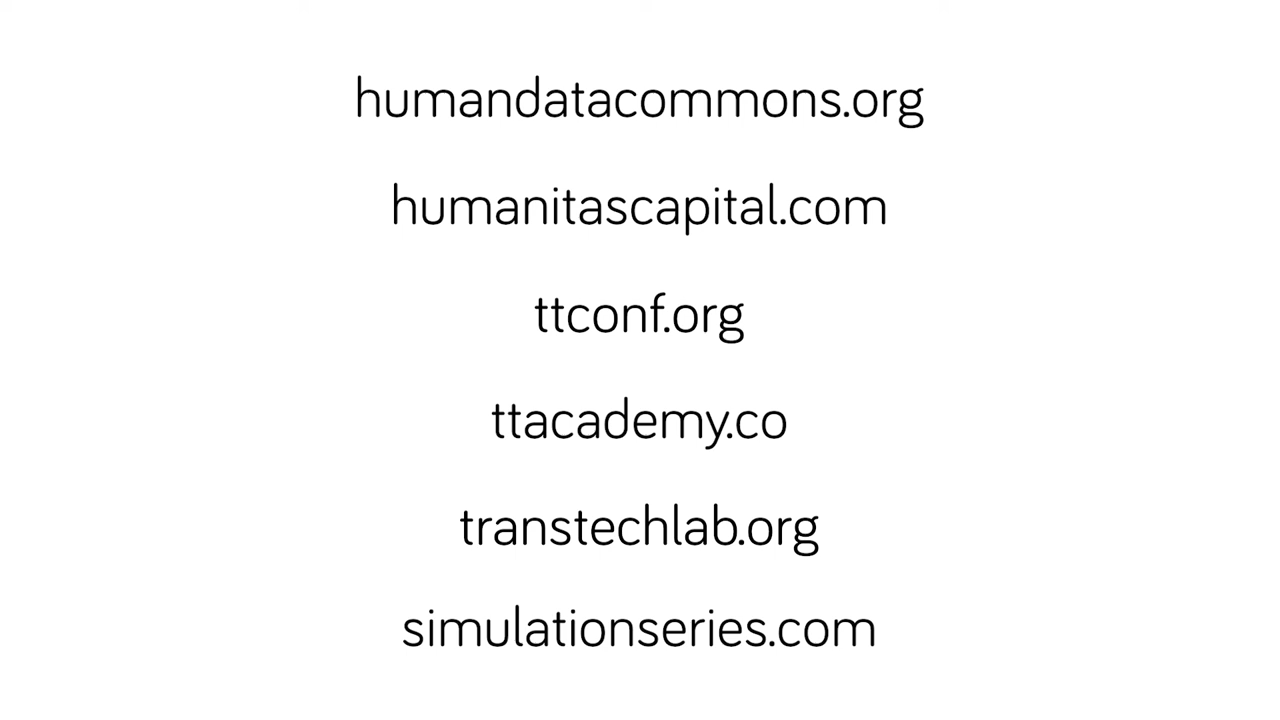 humandatacommons.org
humanitascapital.com
ttconf.org
ttacademy.co
transtechlab.org
simulationseries.com